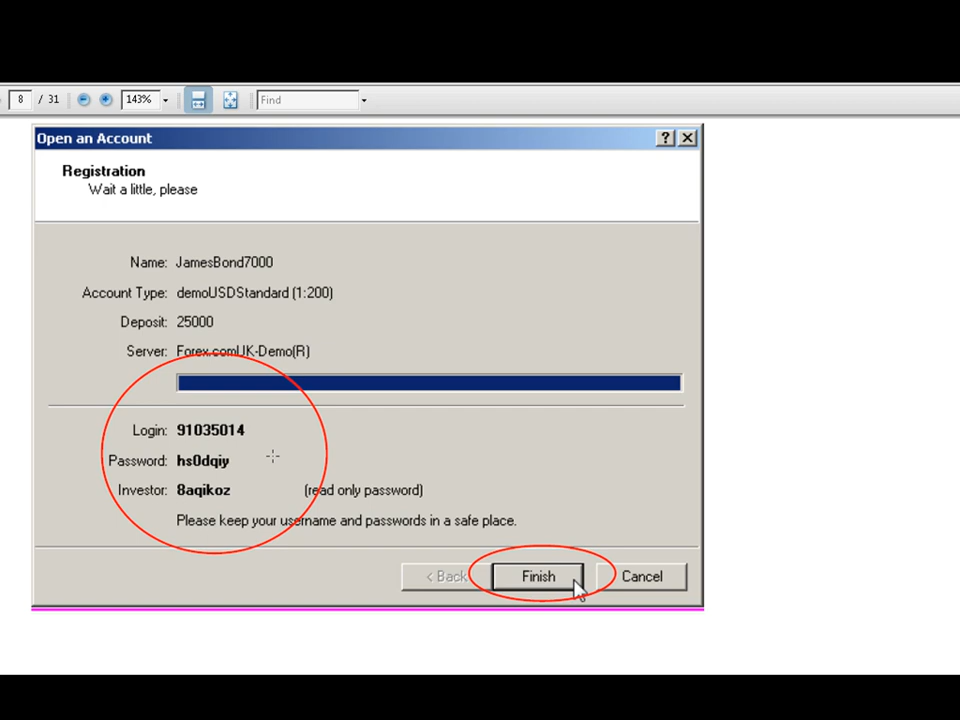 8 / 31 143% Find
Open an Account
Registration
Wait a little, please
Name: JamesBond7000
Account Type: demoUSDStandard (1:200)
Deposit: 25000
Server: Forex.comUK-Demo(R)
Login: 91035014
Password: hs0dqiy
Investor: 8aqikoz (read only password)
Please keep your username and passwords in a safe place.
< Back Finish Cancel